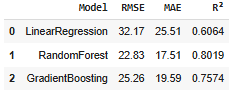 Model RMSE MAE R²
0 LinearRegression 32.17 25.51 0.6064
1 RandomForest 22.83 17.51 0.8019
2 GradientBoosting 25.26 19.59 0.7574